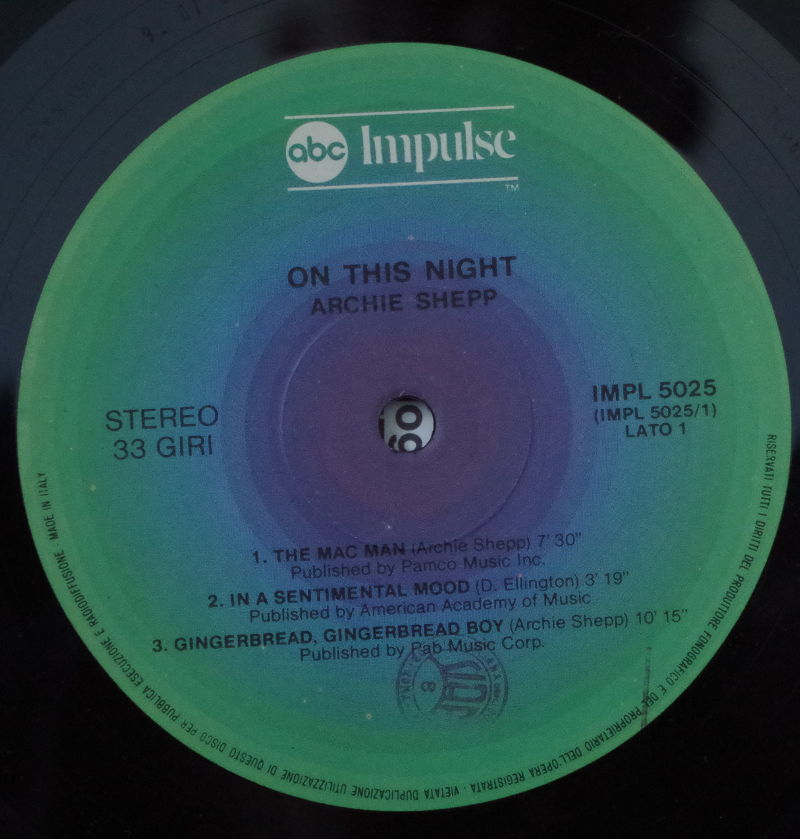 abc Impulse
TM
ON THIS NIGHT
ARCHIE SHEPP
STEREO
33 GIRI
IMPL 5025
(IMPL 5025/1)
LATO 1
60
1. THE MAC MAN (Archie Shepp) 7' 30"
Published by Pamco Music Inc.
2. IN A SENTIMENTAL MOOD (D. Ellington) 3' 19"
Published by American Academy of Music
3. GINGERBREAD, GINGERBREAD BOY (Archie Shepp) 10' 15"
Published by Pab Music Corp.
RISERVATI TUTTI I DIRITTI DEL PRODUTTORE FONOGRAFICO E DEL PROPRIETARIO DELL'OPERA REGISTRATA · VIETATA DUPLICAZIONE UTILIZZAZIONE DI QUESTO DISCO PER PUBBLICA ESECUZIONE E RADIODIFFUSIONE · MADE IN ITALY